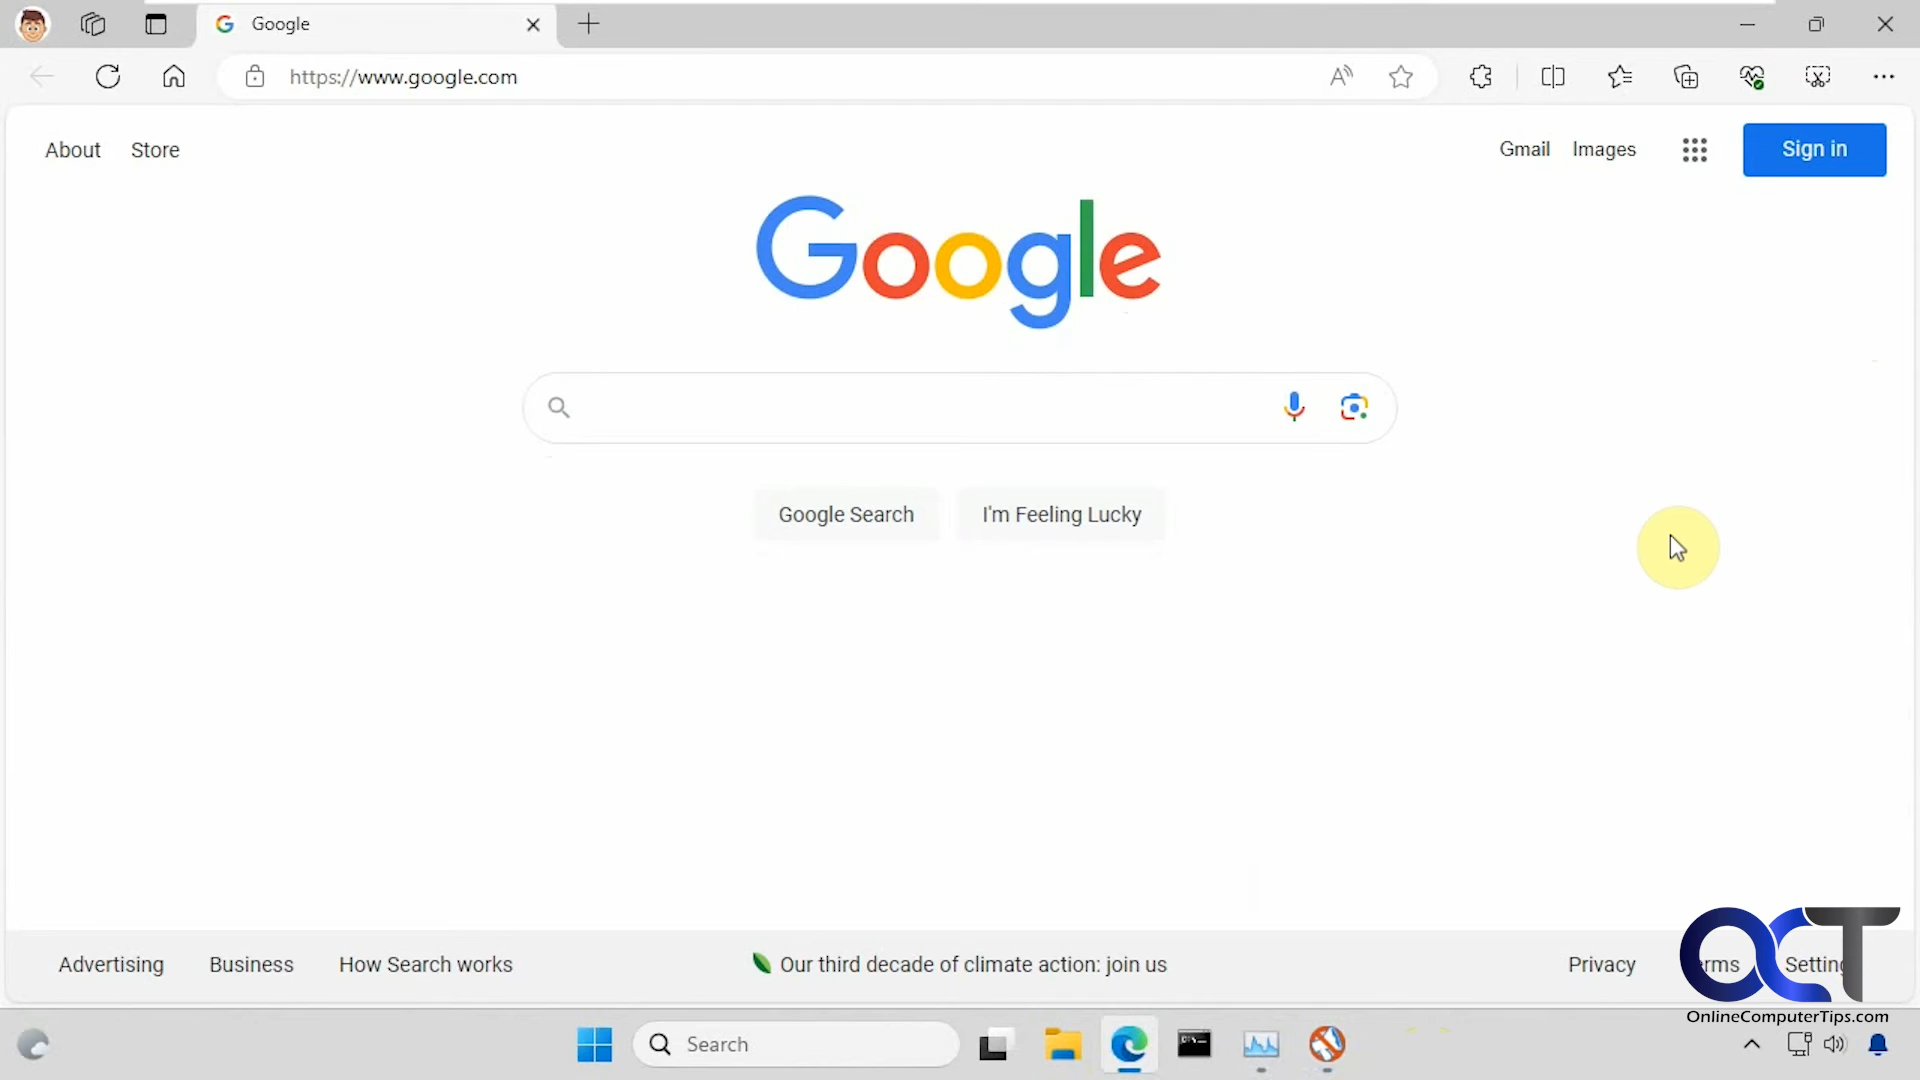 Google
https://www.google.com
About Store
Gmail Images Sign in
Google
Google Search I'm Feeling Lucky
Advertising Business How Search works Our third decade of climate action: join us Privacy erms Setting
OCT
OnlineComputerTips.com
Search